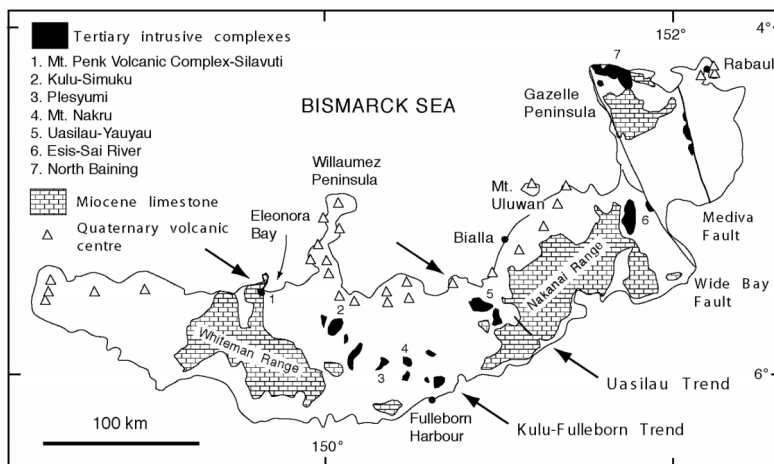 152°
4°
Tertiary intrusive complexes
1. Mt. Penk Volcanic Complex-Silavuti
2. Kulu-Simuku
3. Plesyumi
4. Mt. Nakru
5. Uasilau-Yauyau
6. Esis-Sai River
7. North Baining
Miocene limestone
Quaternary volcanic
centre
BISMARCK SEA
7
Rabaul
Gazelle
Peninsula
Willaumez
Peninsula
Eleonora
Bay
Mt.
Uluwan
Bialla
6
Mediva
Fault
Wide Bay
Fault
Nakanai Range
5
1
2
Whiteman Range
4
3
6°
Uasilau Trend
Fulleborn
Harbour
Kulu-Fulleborn Trend
100 km
150°